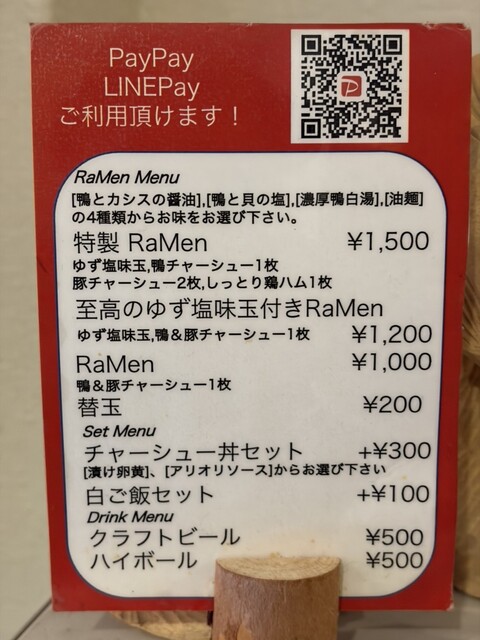 PayPay
LINEPay
ご利用頂けます！
RaMen Menu
[鴨とカシスの醤油],[鴨と貝の塩],[濃厚鴨白湯],[油麺]
の4種類からお味をお選び下さい。
特製 RaMen ¥1,500
ゆず塩味玉,鴨チャーシュー1枚
豚チャーシュー2枚,しっとり鶏ハム1枚
至高のゆず塩味玉付きRaMen
ゆず塩味玉,鴨&豚チャーシュー1枚 ¥1,200
RaMen ¥1,000
鴨&豚チャーシュー1枚
替玉 ¥200
Set Menu
チャーシュー丼セット +¥300
[漬け卵黄]、[アリオリソース]からお選び下さい
白ご飯セット +¥100
Drink Menu
クラフトビール ¥500
ハイボール ¥500